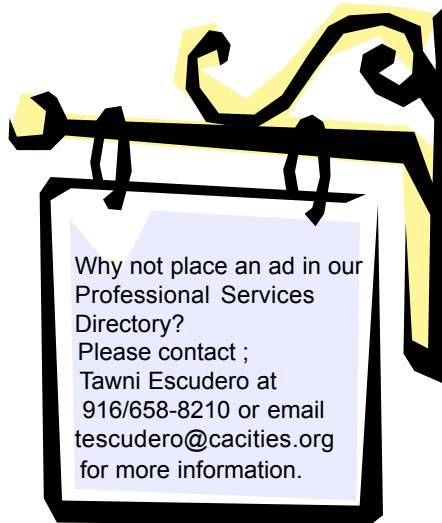 Why not place an ad in our
Professional Services
Directory?
Please contact ;
Tawni Escudero at
916/658-8210 or email
tescudero@cacities.org
for more information.